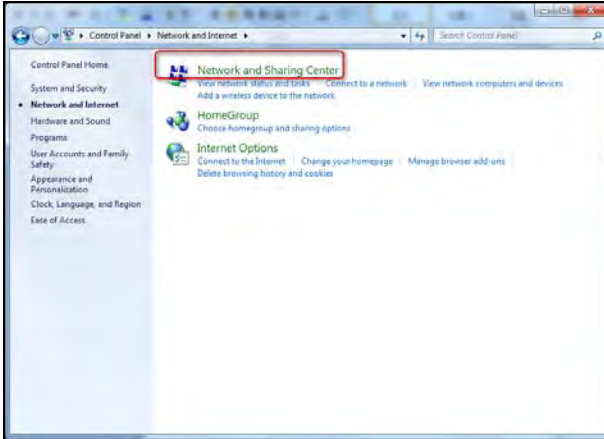 Control Panel ▸ Network and Internet ▸
Search Control Panel
Control Panel Home
System and Security
Network and Internet
Hardware and Sound
Programs
User Accounts and Family
Safety
Appearance and
Personalization
Clock, Language, and Region
Ease of Access
Network and Sharing Center
View network status and tasks
Connect to a network
View network computers and devices
Add a wireless device to the network
HomeGroup
Choose homegroup and sharing options
Internet Options
Connect to the Internet
Change your homepage
Manage browser add-ons
Delete browsing history and cookies